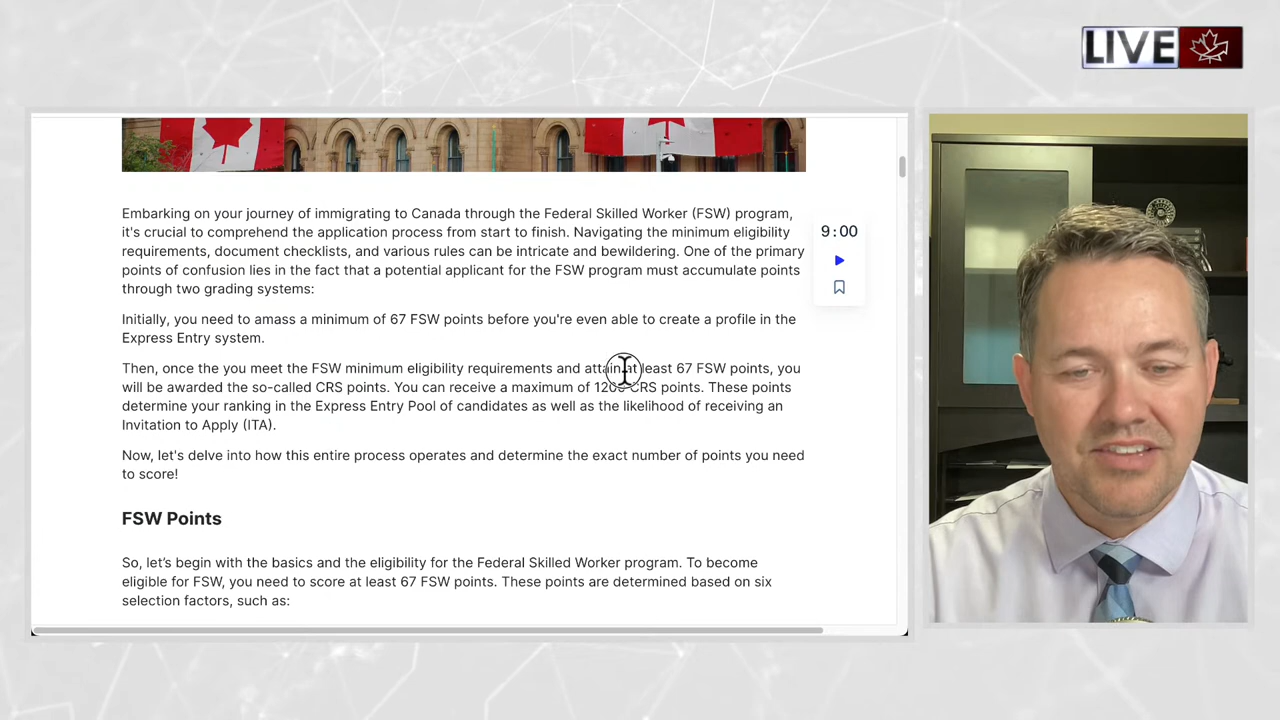 LIVE
Embarking on your journey of immigrating to Canada through the Federal Skilled Worker (FSW) program,
it's crucial to comprehend the application process from start to finish. Navigating the minimum eligibility
requirements, document checklists, and various rules can be intricate and bewildering. One of the primary
points of confusion lies in the fact that a potential applicant for the FSW program must accumulate points
through two grading systems:
9:00
Initially, you need to amass a minimum of 67 FSW points before you're even able to create a profile in the
Express Entry system.
Then, once the you meet the FSW minimum eligibility requirements and attain at least 67 FSW points, you
will be awarded the so-called CRS points. You can receive a maximum of CRS points. These points
determine your ranking in the Express Entry Pool of candidates as well as the likelihood of receiving an
Invitation to Apply (ITA).
Now, let's delve into how this entire process operates and determine the exact number of points you need
to score!
FSW Points
So, let’s begin with the basics and the eligibility for the Federal Skilled Worker program. To become
eligible for FSW, you need to score at least 67 FSW points. These points are determined based on six
selection factors, such as: